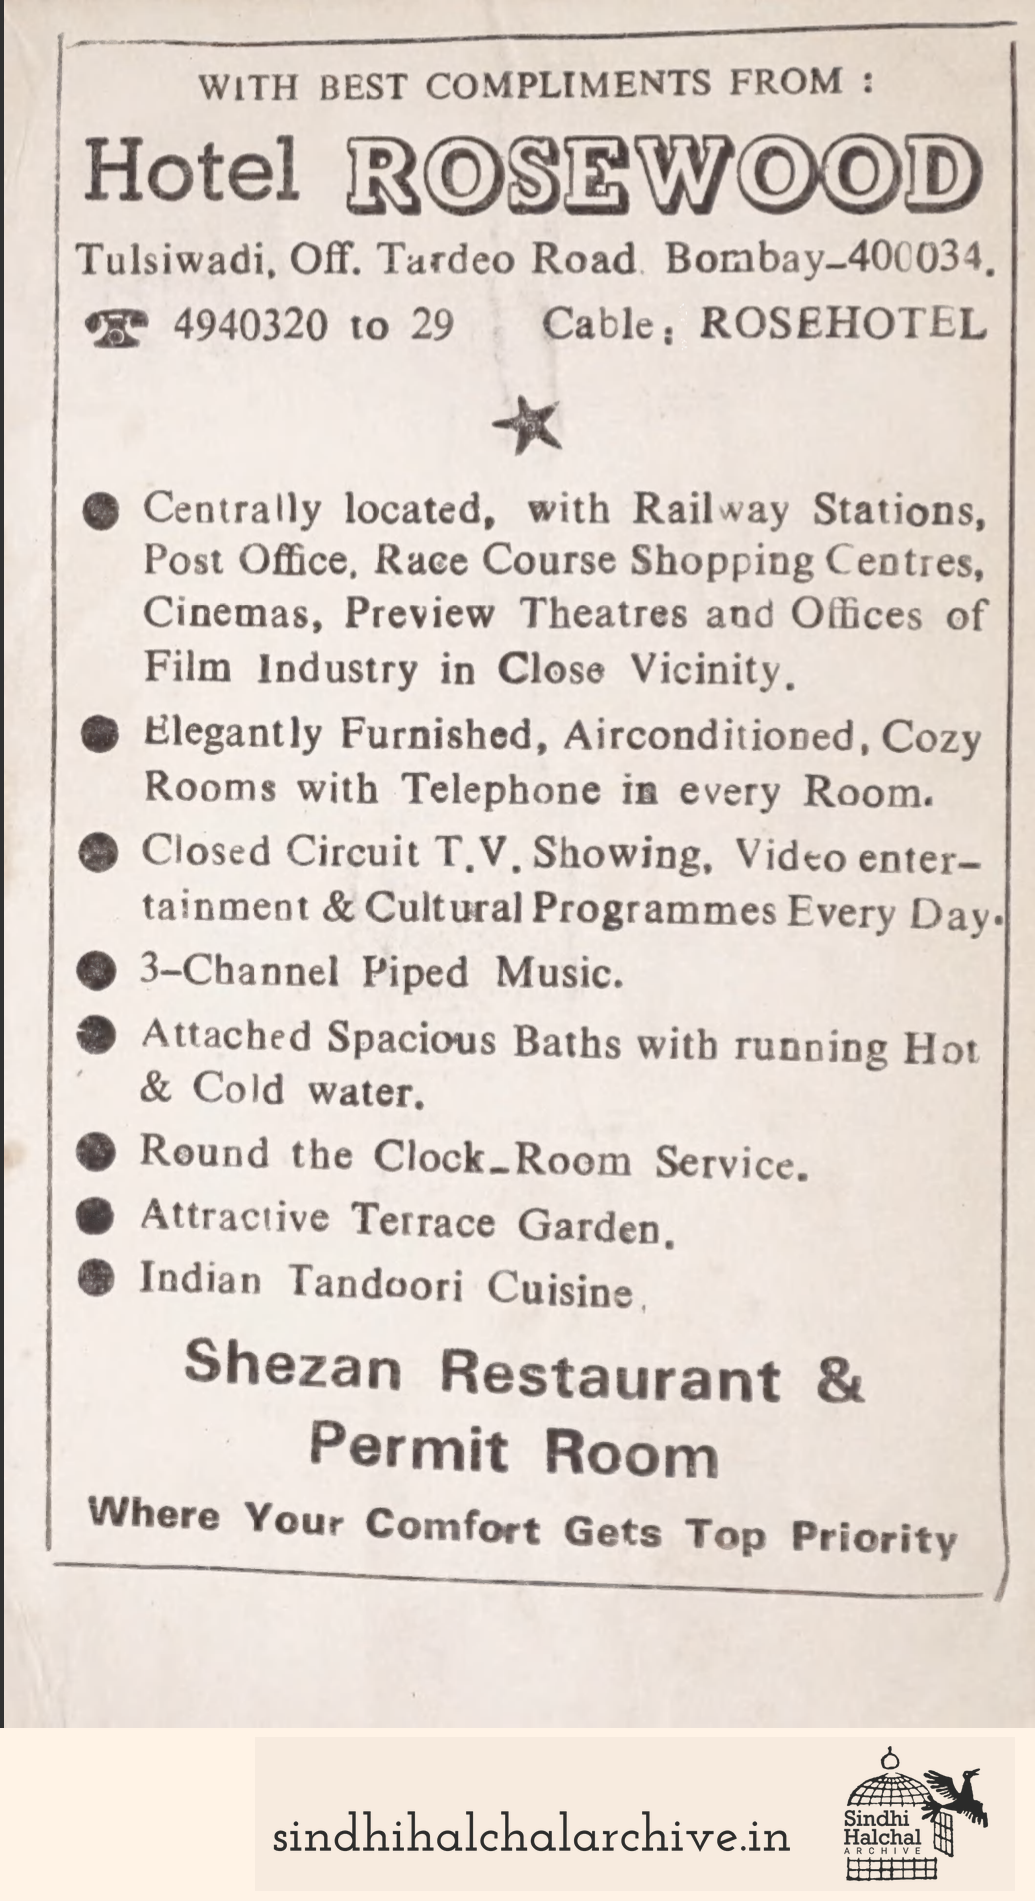 WITH BEST COMPLIMENTS FROM :
Hotel ROSEWOOD
Tulsiwadi, Off. Tardeo Road. Bombay-400034.
4940320 to 29 Cable: ROSEHOTEL
Centrally located, with Railway Stations,
Post Office, Race Course Shopping Centres,
Cinemas, Preview Theatres and Offices of
Film Industry in Close Vicinity.
Elegantly Furnished, Airconditioned, Cozy
Rooms with Telephone in every Room.
Closed Circuit T.V. Showing, Video enter-
tainment & Cultural Programmes Every Day.
3-Channel Piped Music.
Attached Spacious Baths with running Hot
& Cold water.
Round the Clock-Room Service.
Attractive Terrace Garden.
Indian Tandoori Cuisine.
Shezan Restaurant &
Permit Room
Where Your Comfort Gets Top Priority
sindhihalchalarchive.in
Sindhi
Halchal
ARCHIVE